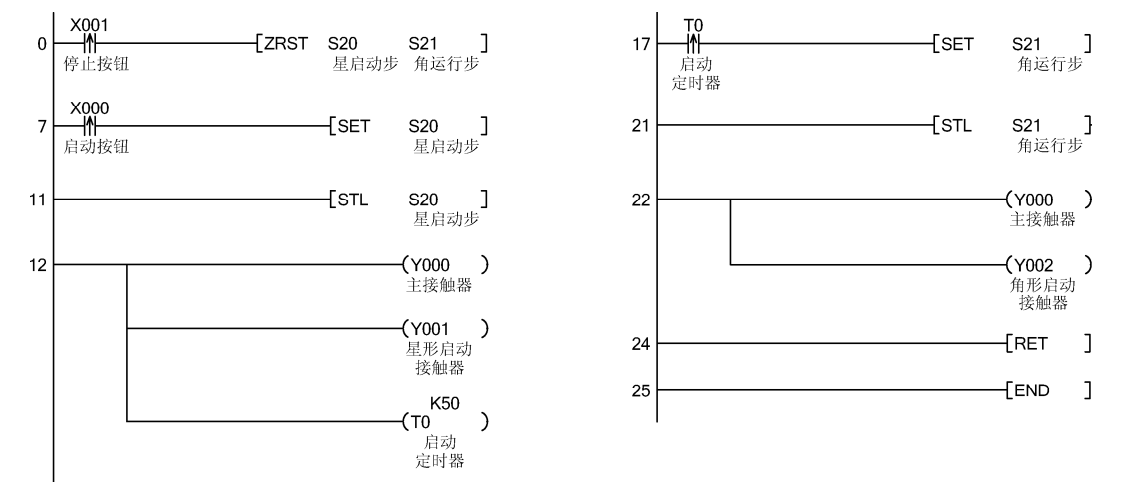 X001
0 [ZRST S20 S21 ]
停止按钮 星启动步 角运行步
X000
7 [SET S20 ]
启动按钮 星启动步
11 [STL S20 ]
星启动步
12 (Y000 )
主接触器
(Y001 )
星形启动
接触器
K50
(T0 )
启动
定时器
T0
17 [SET S21 ]
启动 角运行步
定时器
21 [STL S21 ]
角运行步
22 (Y000 )
主接触器
(Y002 )
角形启动
接触器
24 [RET ]
25 [END ]